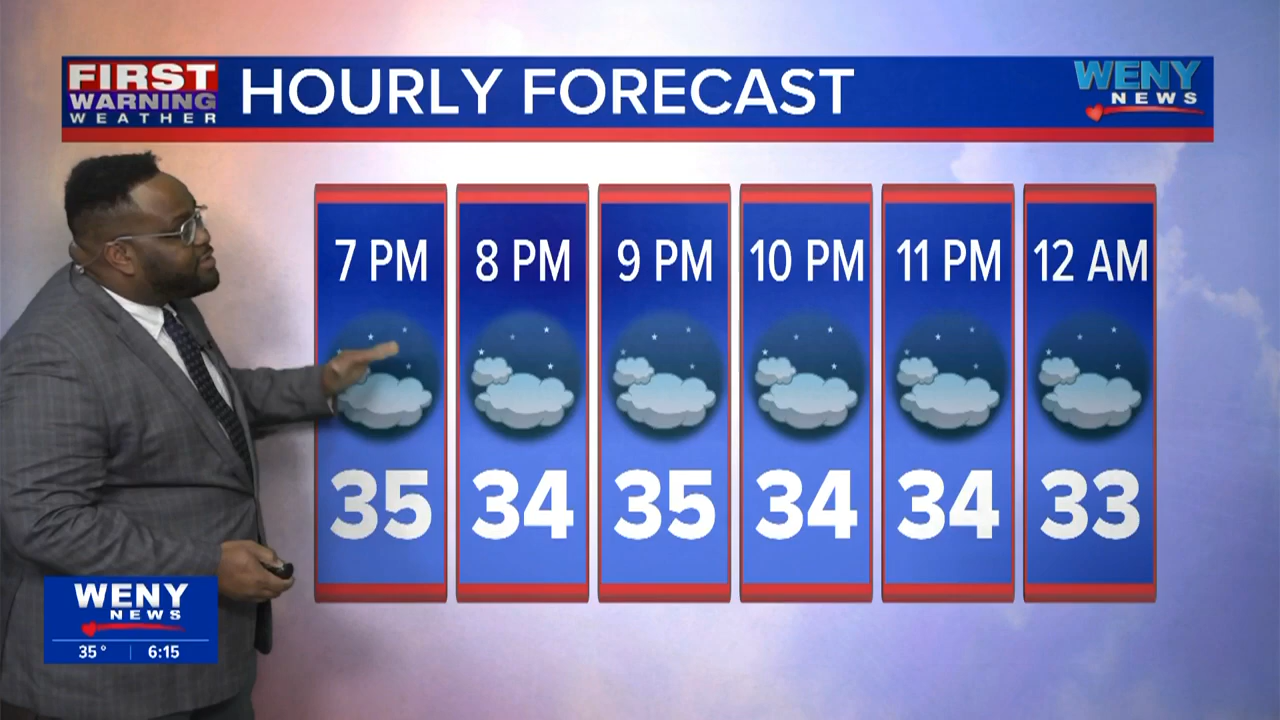 FIRST
WARNING
WEATHER
HOURLY FORECAST
WENY
NEWS
7 PM
8 PM
9 PM
10 PM
11 PM
12 AM
35
34
35
34
34
33
WENY
NEWS
35°
6:15